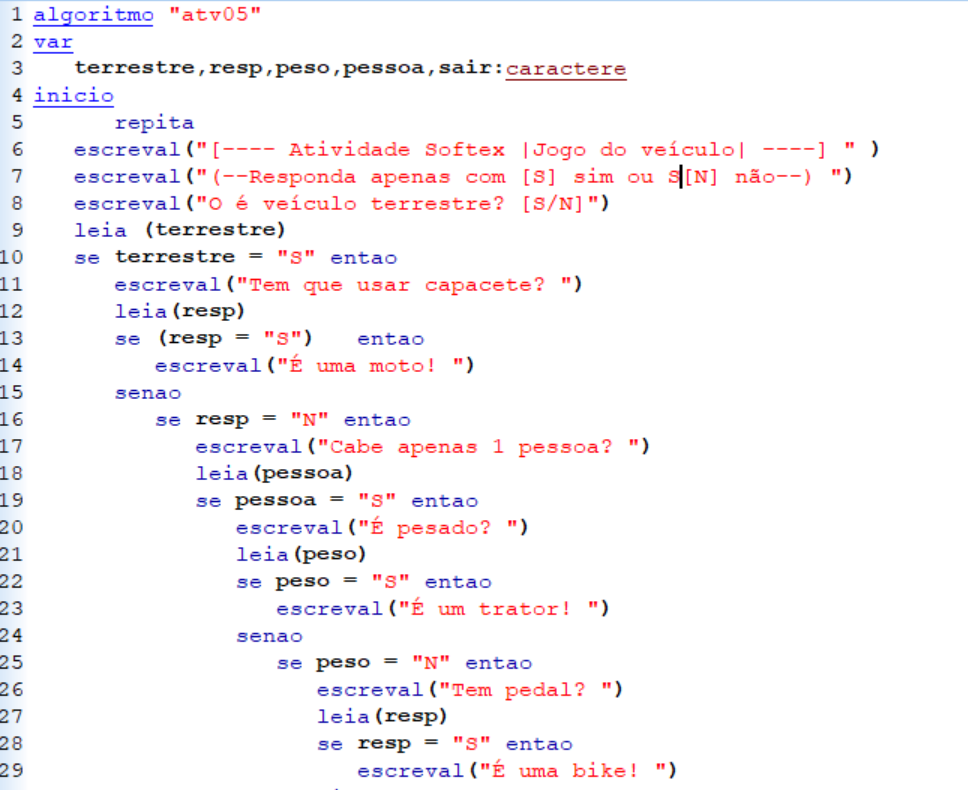 1 algoritmo "atv05"
2 var
3 terrestre,resp,peso,pessoa,sair:caractere
4 inicio
5 repita
6 escreval("[---- Atividade Softex |Jogo do veículo| ----] " )
7 escreval("(--Responda apenas com [S] sim ou S[N] não--) ")
8 escreval("O é veículo terrestre? [S/N]")
9 leia (terrestre)
10 se terrestre = "S" entao
11 escreval("Tem que usar capacete? ")
12 leia(resp)
13 se (resp = "S") entao
14 escreval("É uma moto! ")
15 senao
16 se resp = "N" entao
17 escreval("Cabe apenas 1 pessoa? ")
18 leia(pessoa)
19 se pessoa = "S" entao
20 escreval("É pesado? ")
21 leia(peso)
22 se peso = "S" entao
23 escreval("É um trator! ")
24 senao
25 se peso = "N" entao
26 escreval("Tem pedal? ")
27 leia(resp)
28 se resp = "S" entao
29 escreval("É uma bike! ")